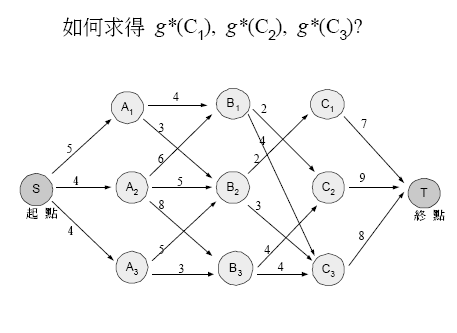 如何求得 g*(C₁), g*(C₂), g*(C₃)?
A₁ 4 B₁ 2 C₁
5 3 4 7
6 2
S 4 A₂ 5 B₂ C₂ 9 T
起點 8 3 終點
4 5 4 8
A₃ 3 B₃ 4 C₃